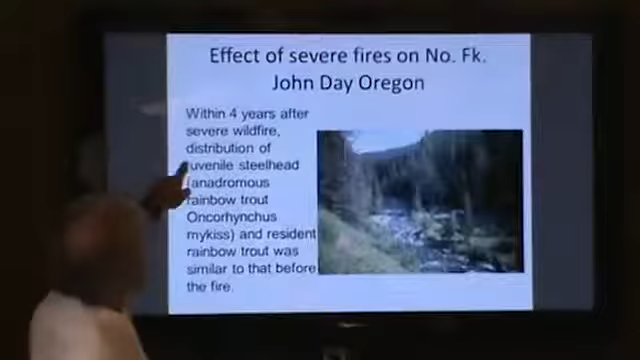 Effect of severe fires on No. Fk.
John Day Oregon
Within 4 years after
severe wildfire,
distribution of
uvenile steelhead
(anadromous
rainbow trout
Oncorhynchus
mykiss) and resident
rainbow trout was
similar to that before
the fire.